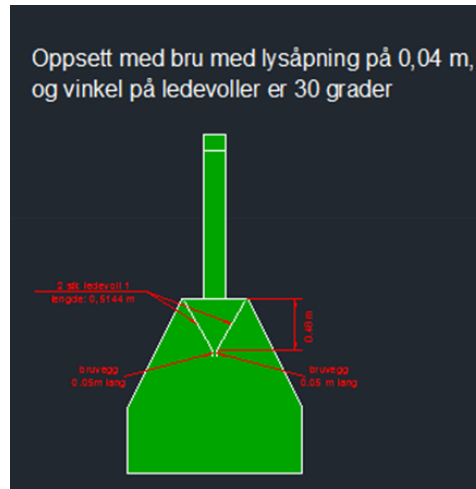 Oppsett med bru med lysåpning på 0,04 m,
og vinkel på ledevoller er 30 grader
2 stk ledevoll 1
lengde: 0,5144 m
0.48 m
bruvegg
0.05m lang
bruvegg
0.05 m lang